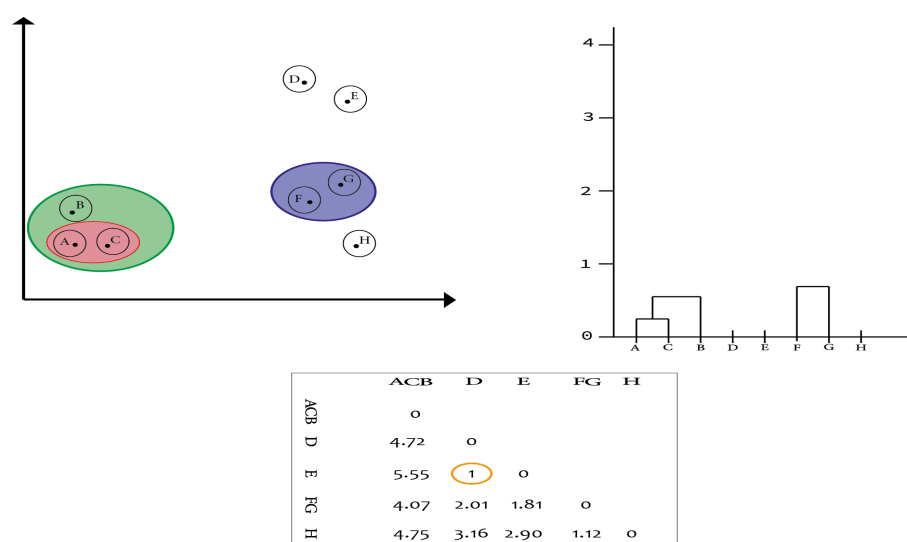 D
E
B
A
C
F
G
H
4
3
2
1
0
A C B D E F G H
ACB D E FG H
ACB 0
D 4.72 0
E 5.55 1 0
FG 4.07 2.01 1.81 0
H 4.75 3.16 2.90 1.12 0